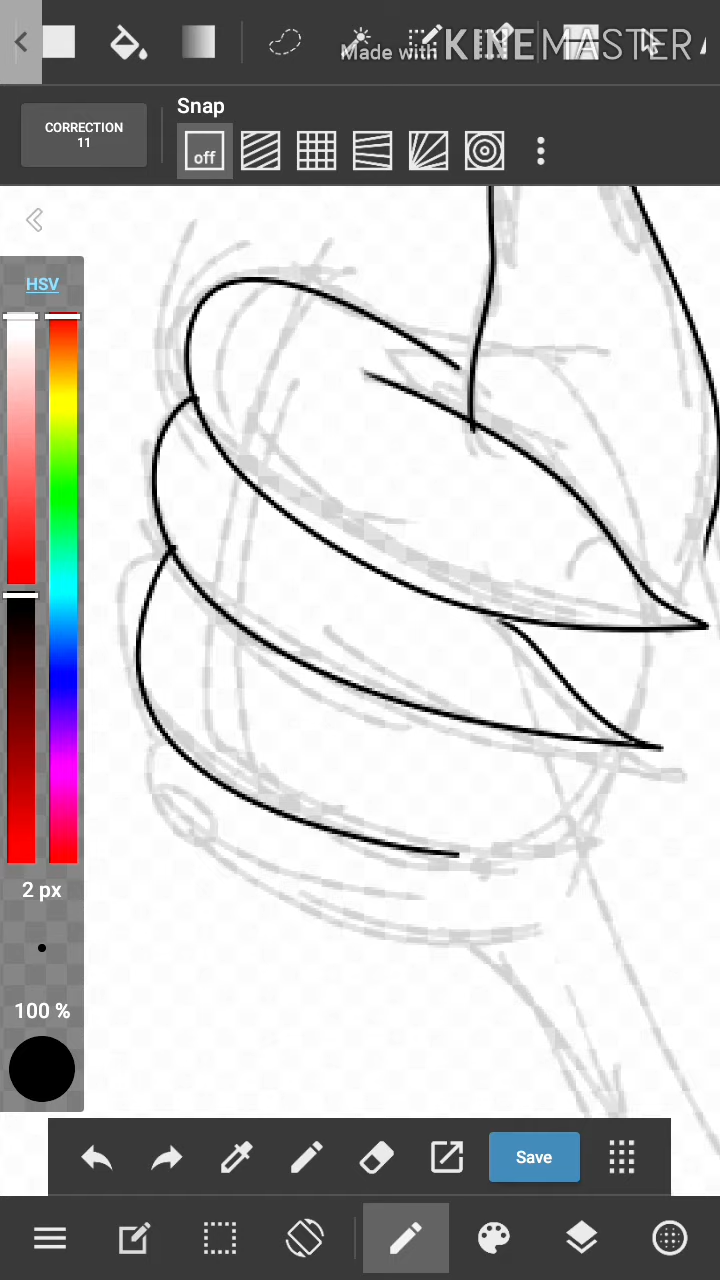 Made with KINEMASTER
Snap
CORRECTION
11
off
HSV
2 px
100 %
Save